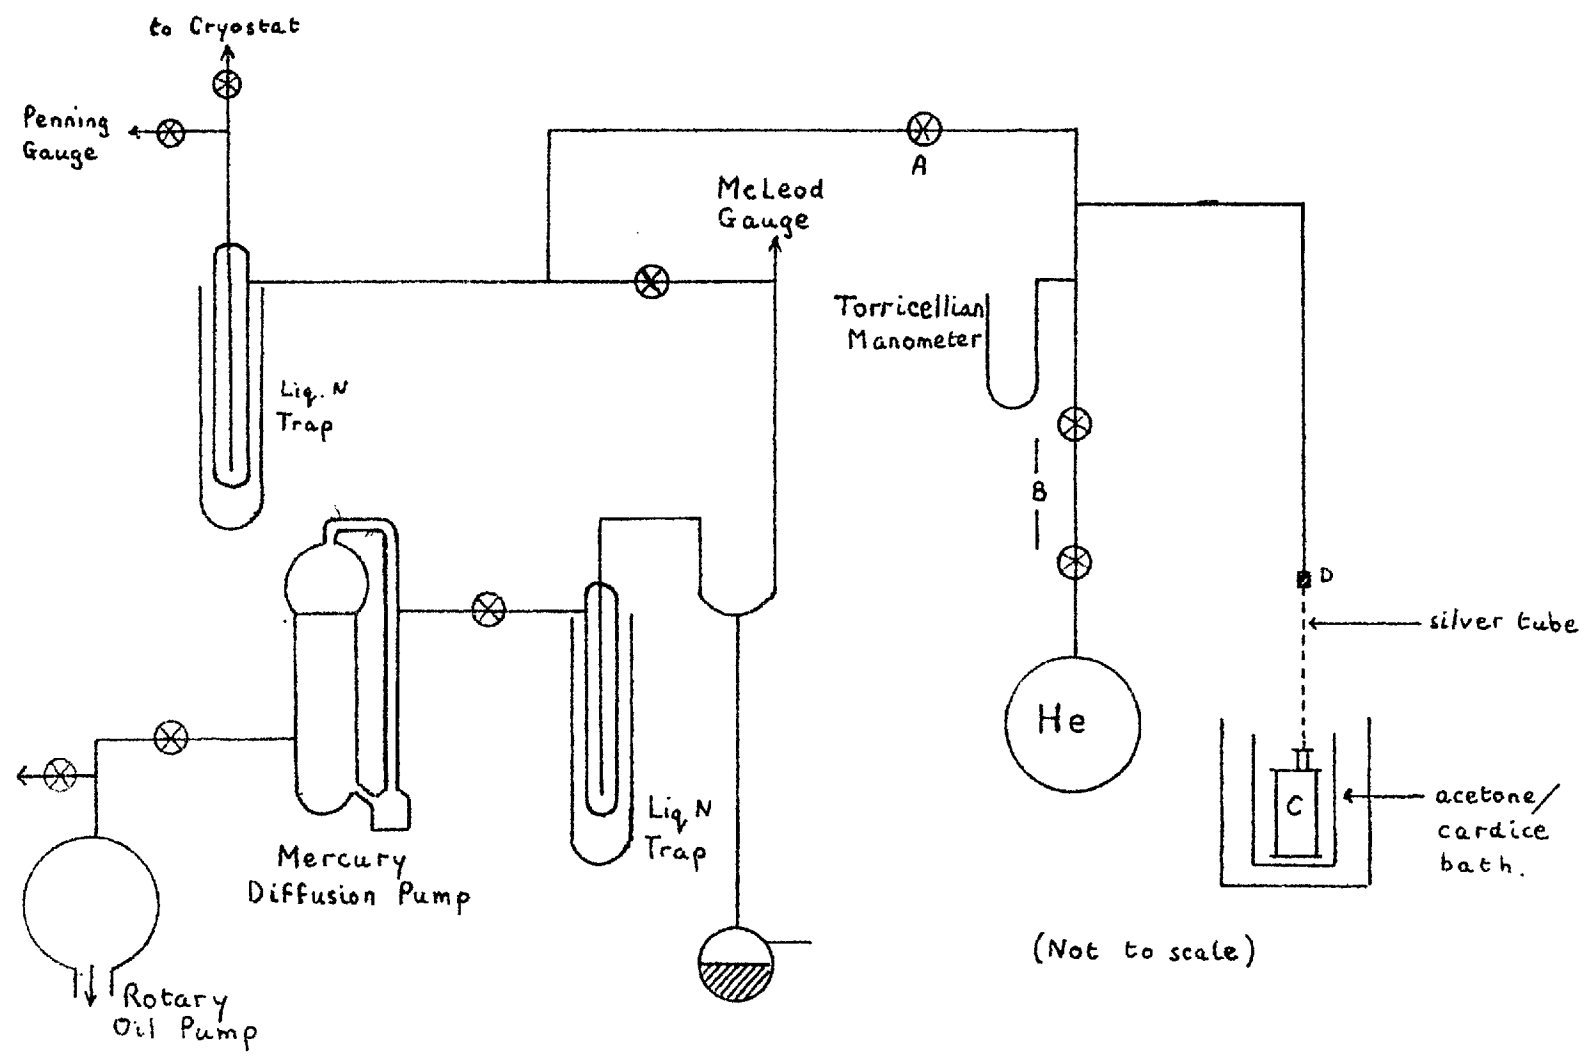 to Cryostat
Penning
Gauge
A
McLeod
Gauge
Torricellian
Manometer
Liq. N
Trap
B
D
silver tube
He
C
acetone/
cardice
bath.
Liq N
Trap
Mercury
Diffusion Pump
(Not to scale)
Rotary
Oil Pump